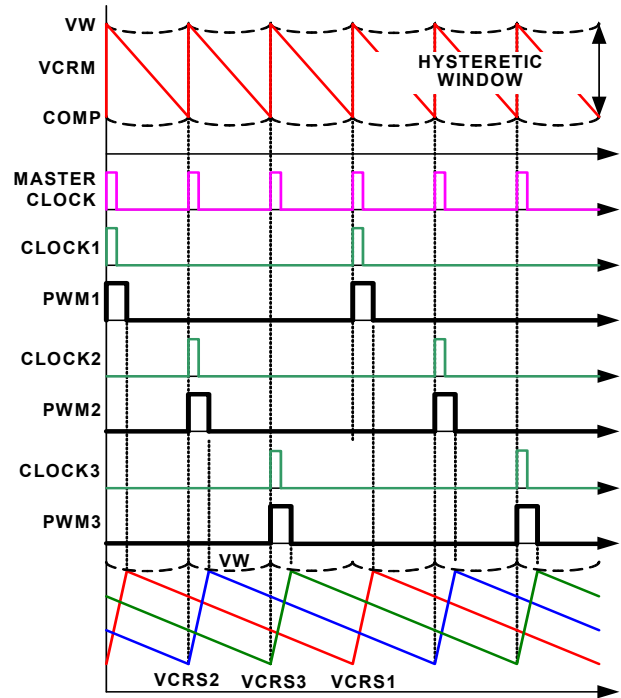 VW
VCRM
HYSTERETIC
WINDOW
COMP
MASTER
CLOCK
CLOCK1
PWM1
CLOCK2
PWM2
CLOCK3
PWM3
VW
VCRS2 VCRS3 VCRS1